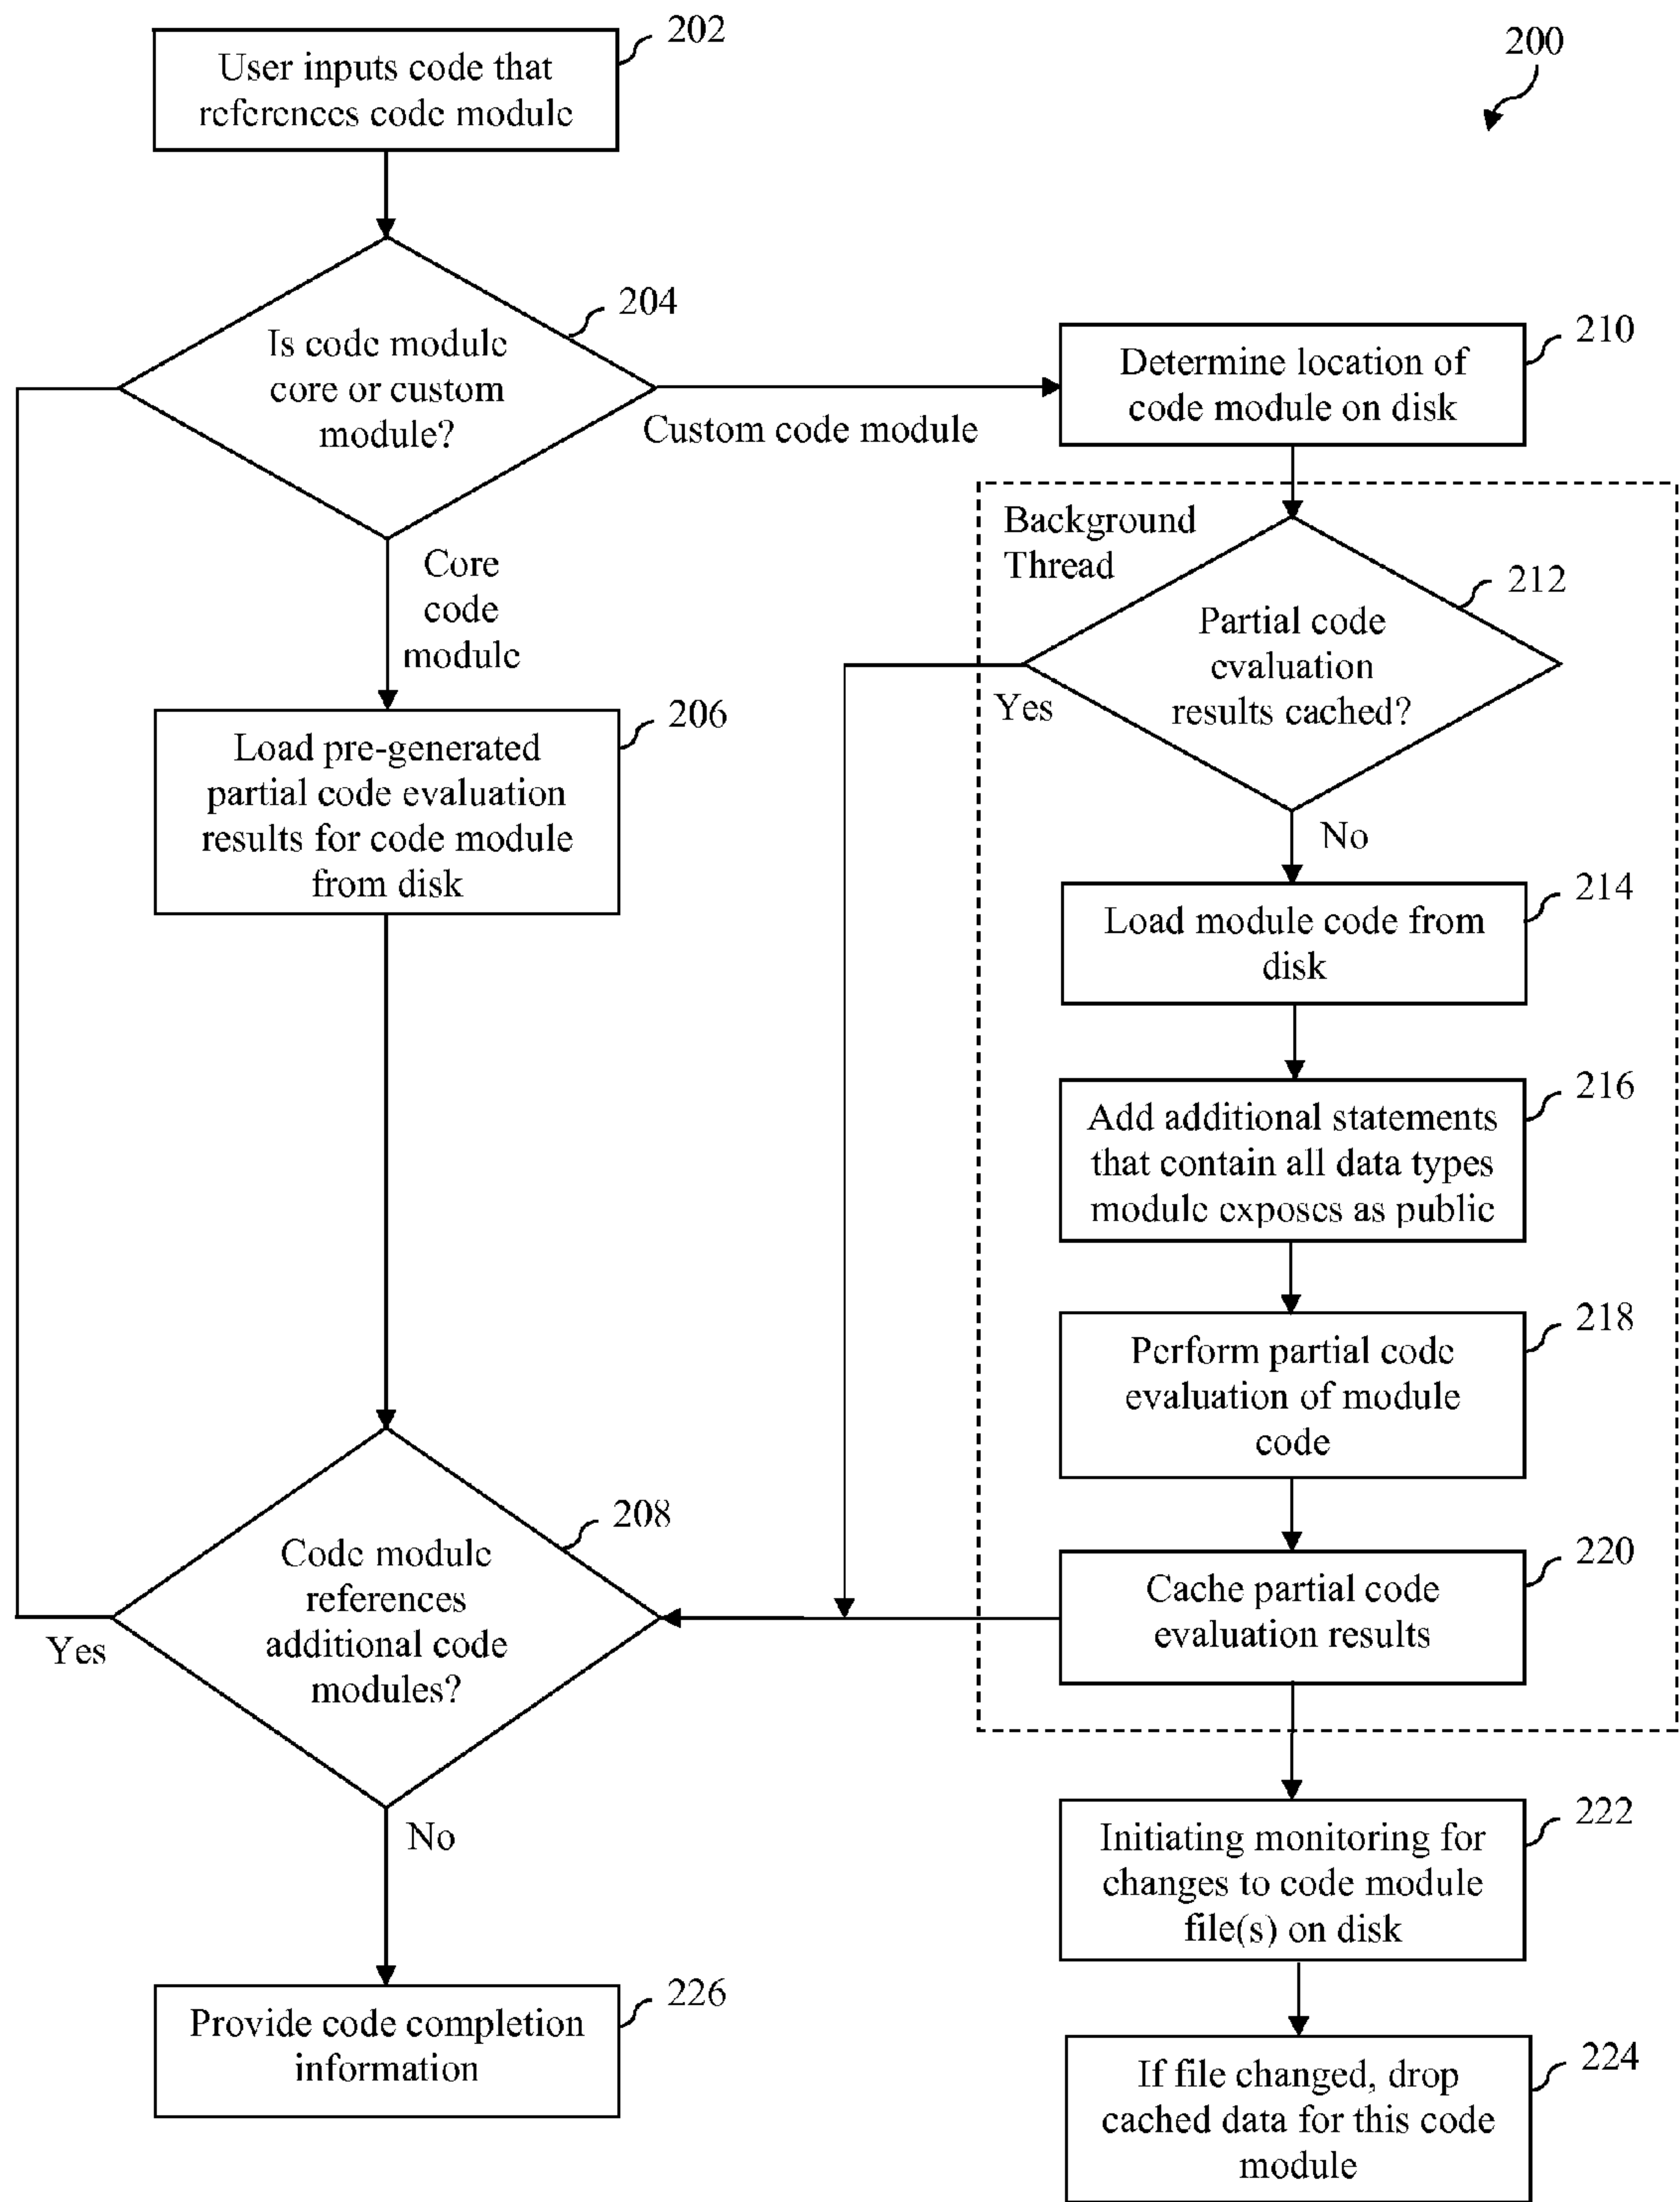 202
User inputs code that
references code module
200
204
Is code module
core or custom
module?
Custom code module
210
Determine location of
code module on disk
Core
code
module
Background
Thread
212
Partial code
evaluation
results cached?
Yes
No
206
Load pre-generated
partial code evaluation
results for code module
from disk
214
Load module code from
disk
216
Add additional statements
that contain all data types
module exposes as public
218
Perform partial code
evaluation of module
code
208
Code module
references
additional code
modules?
Yes
No
220
Cache partial code
evaluation results
222
Initiating monitoring for
changes to code module
file(s) on disk
226
Provide code completion
information
224
If file changed, drop
cached data for this code
module